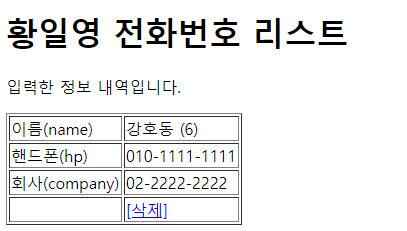 황일영 전화번호 리스트
입력한 정보 내역입니다.
이름(name) 강호동 (6)
핸드폰(hp) 010-1111-1111
회사(company) 02-2222-2222
[삭제]